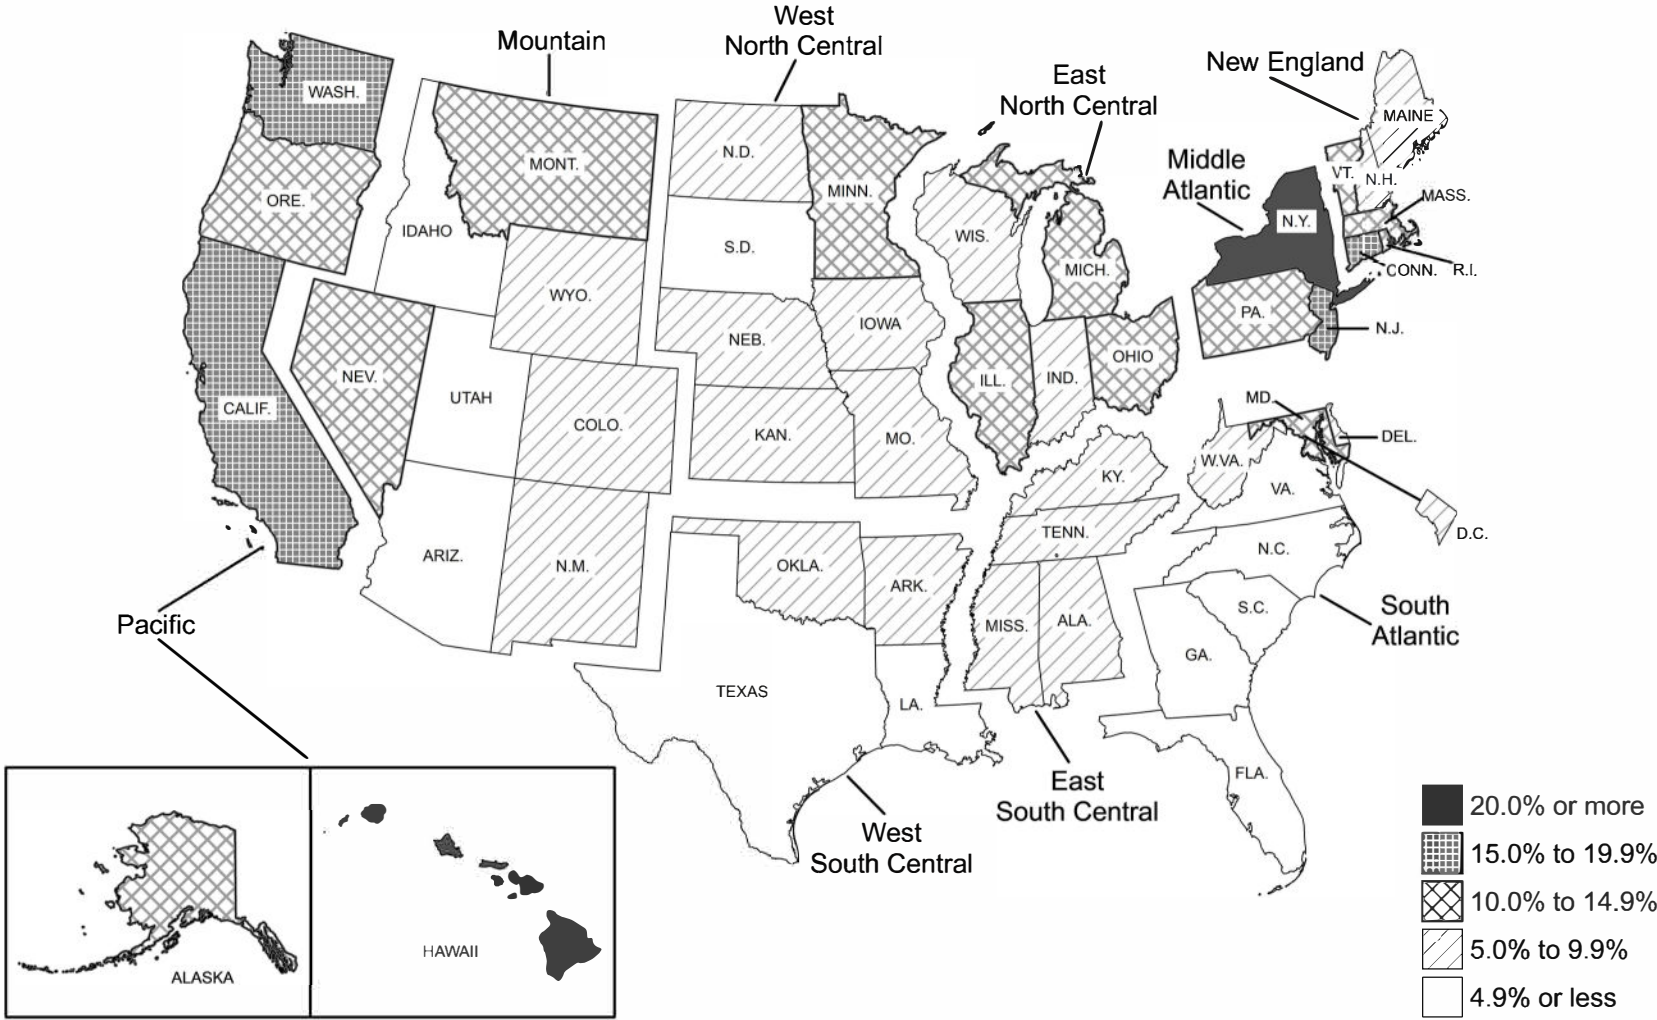 West
North Central
Mountain
New England
East
North Central
WASH.
MAINE
N.D.
MONT.
Middle
Atlantic
VT.
N.H.
MINN.
MASS.
ORE.
N.Y.
IDAHO
WIS.
S.D.
MICH.
CONN.
R.I.
WYO.
PA.
IOWA
N.J.
NEB.
OHIO
NEV.
IND.
ILL.
UTAH
MD.
CALIF.
COLO.
KAN.
MO.
DEL.
W.VA.
KY.
VA.
TENN.
D.C.
N.C.
ARIZ.
N.M.
OKLA.
ARK.
S.C.
South
Atlantic
Pacific
MISS.
ALA.
GA.
TEXAS
LA.
FLA.
East
South Central
West
South Central
20.0% or more
15.0% to 19.9%
10.0% to 14.9%
5.0% to 9.9%
4.9% or less
HAWAII
ALASKA